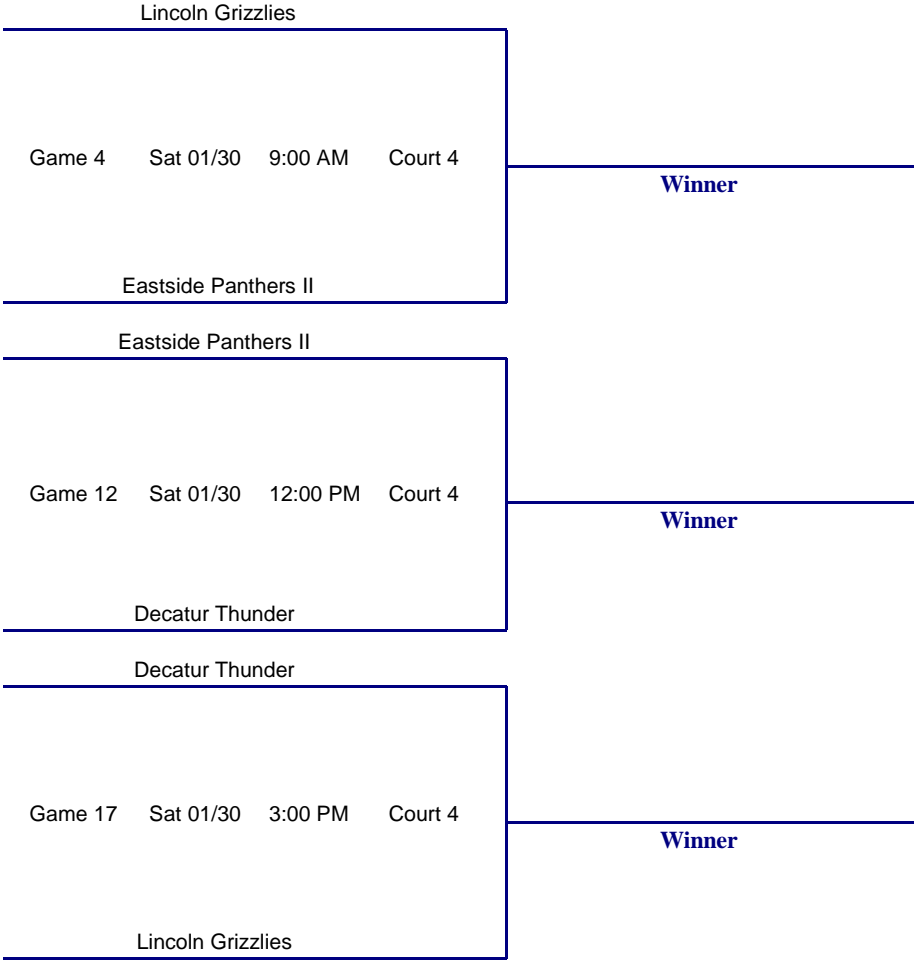 Lincoln Grizzlies
Game 4 Sat 01/30 9:00 AM Court 4
Winner
Eastside Panthers II
Eastside Panthers II
Game 12 Sat 01/30 12:00 PM Court 4
Winner
Decatur Thunder
Decatur Thunder
Game 17 Sat 01/30 3:00 PM Court 4
Winner
Lincoln Grizzlies